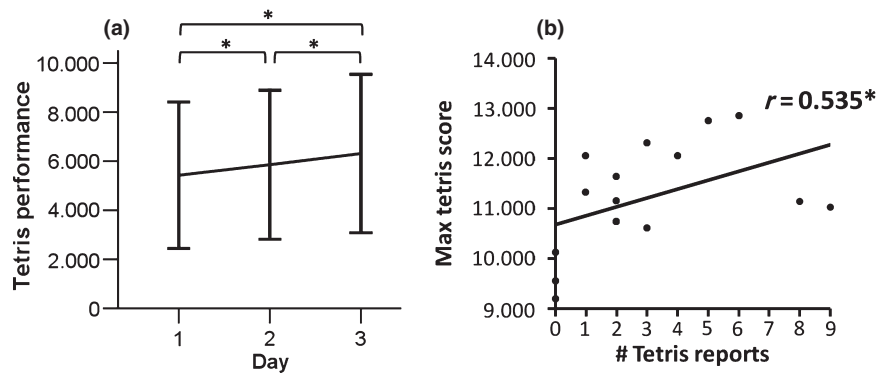 (a)
*
*
*
Tetris performance
10.000
8.000
6.000
4.000
2.000
0
1
2
3
Day
(b)
r = 0.535*
Max tetris score
14.000
13.000
12.000
11.000
10.000
9.000
0 1 2 3 4 5 6 7 8 9
# Tetris reports